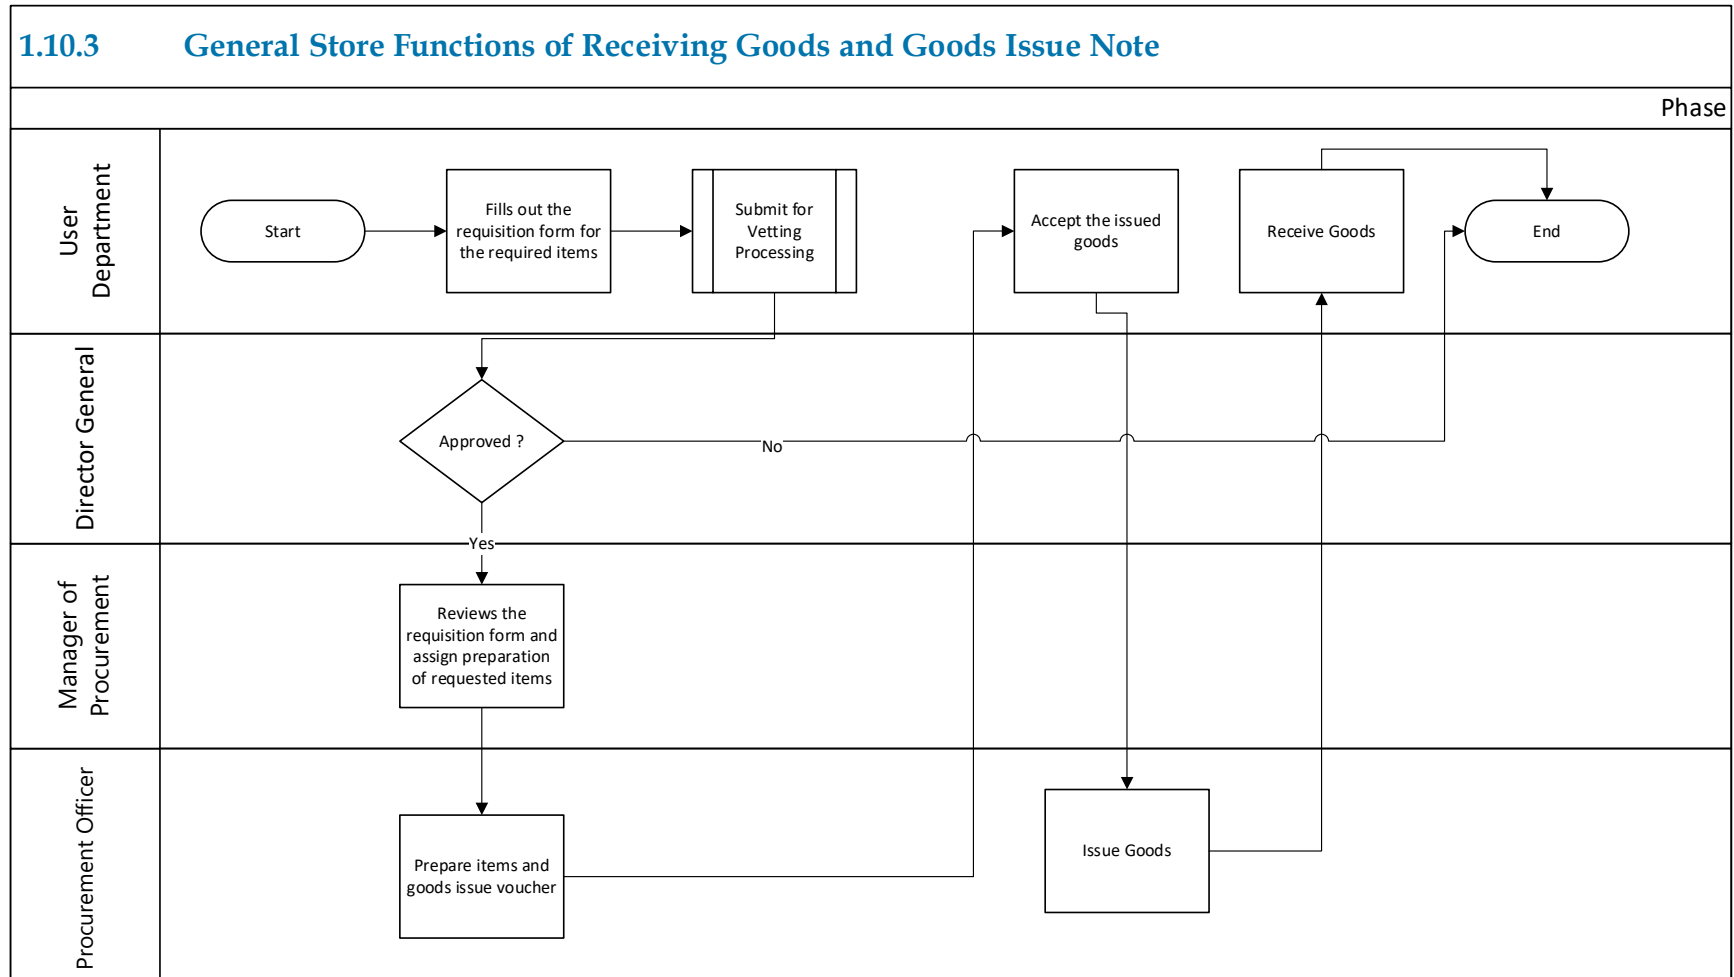 1.10.3 General Store Functions of Receiving Goods and Goods Issue Note
Phase
User
Department
Start
Fills out the
requisition form for
the required items
Submit for
Vetting
Processing
Accept the issued
goods
Receive Goods
End
Director General
Approved ?
No
Yes
Manager of
Procurement
Reviews the
requisition form and
assign preparation
of requested items
Procurement Officer
Prepare items and
goods issue voucher
Issue Goods